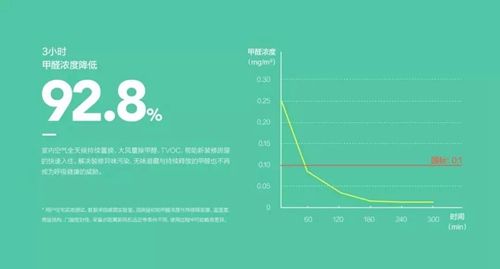 3小时
甲醛浓度降低
92.8%
室内空气全天候持续置换，大风量除甲醛、TVOC，帮助新装修房屋
的快速入住，解决装修异味污染，无味潜藏与持续释放的甲醛也不再
成为呼吸健康的威胁。
甲醛浓度
(mg/m³)
0.30
0.25
0.20
0.15
0.10
国标：0.1
0.05
0
60
120
180
240
300
时间
(min)